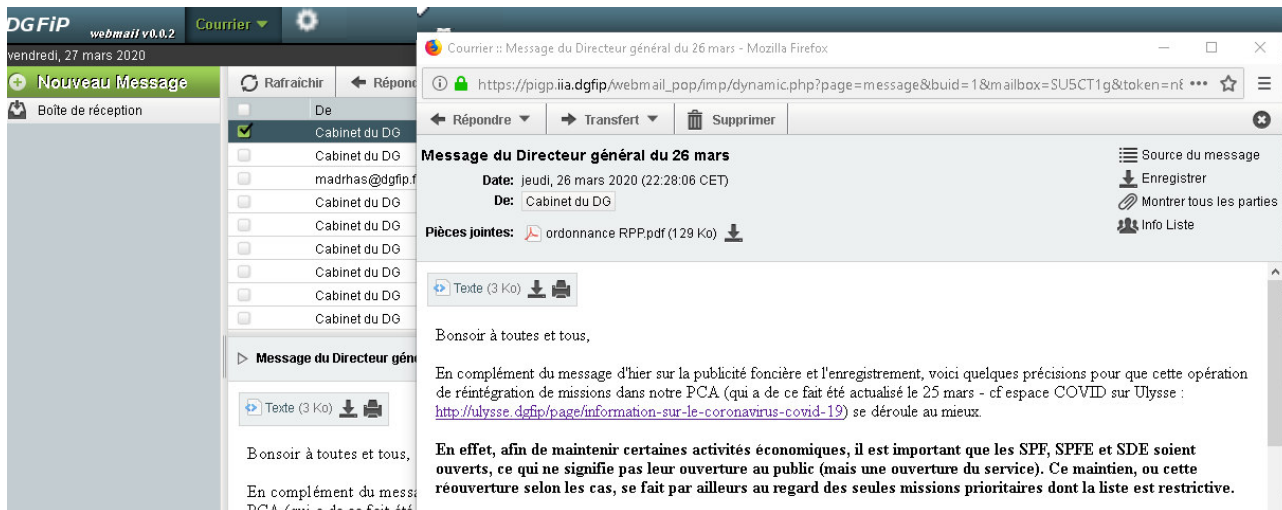 DGFiP webmail v0.0.2 Courrier
vendredi, 27 mars 2020
Nouveau Message
Boîte de réception
Rafraîchir
De
Cabinet du DG
Cabinet du DG
madrhas@dgfip.f
Cabinet du DG
Cabinet du DG
Cabinet du DG
Cabinet du DG
Cabinet du DG
Cabinet du DG
Message du Directeur
Texte (3 Ko)
Bonsoir à toutes et tous,
En complément du
Courrier :: Message du Directeur général du 26 mars - Mozilla Firefox
https://pigp.iia.dgfip/webmail_pop/imp/dynamic.php?page=message&buid=1&mailbox=SU5CT1g&token=n
Répondre Transfert Supprimer
Message du Directeur général du 26 mars
Date: jeudi, 26 mars 2020 (22:28:06 CET)
De: Cabinet du DG
Pièces jointes: ordonnance RPP.pdf (129 Ko)
Source du message
Enregistrer
Montrer tous les parties
Info Liste
Texte (3 Ko)
Bonsoir à toutes et tous,
En complément du message d'hier sur la publicité foncière et l'enregistrement, voici quelques précisions pour que cette opération
de réintégration de missions dans notre PCA (qui a de ce fait été actualisé le 25 mars - cf espace COVID sur Ulysse :
http://ulysse.dgfip/page/information-sur-le-coronavirus-covid-19) se déroule au mieux.
En effet, afin de maintenir certaines activités économiques, il est important que les SPF, SPFE et SDE soient
ouverts, ce qui ne signifie pas leur ouverture au public (mais une ouverture du service). Ce maintien, ou cette
réouverture selon les cas, se fait par ailleurs au regard des seules missions prioritaires dont la liste est restrictive.